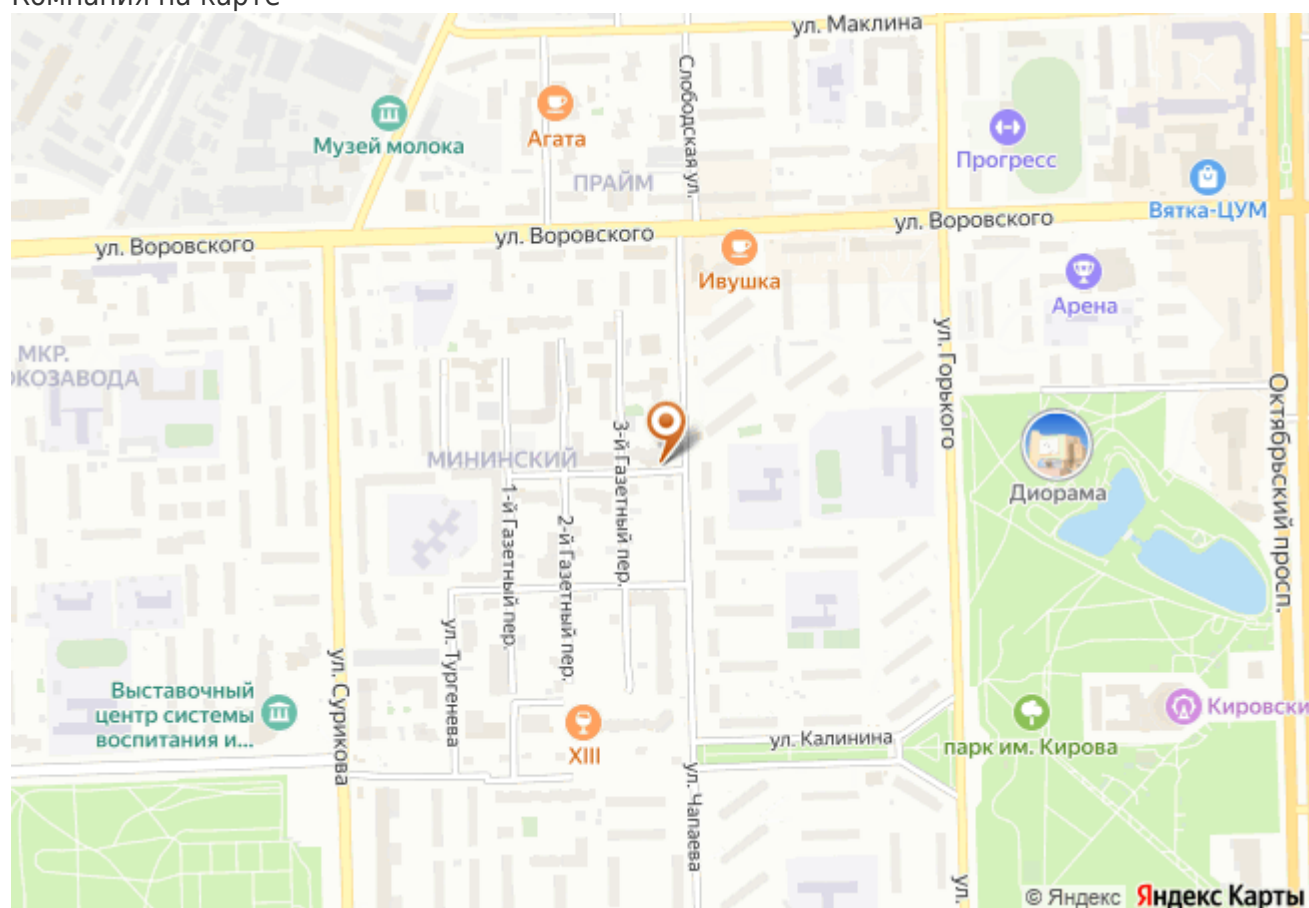 Компания на карте
ул. Маклина
Слободская ул.
Музей молока
Агата
Прогресс
ПРАЙМ
Вятка-ЦУМ
ул. Воровского
ул. Воровского
ул. Воровского
Ивушка
Арена
ул. Горького
МКР.
ОКОЗАВОДА
Октябрьский просп.
3-й Газетный пер.
МИНИНСКИЙ
Диорама
1-й Газетный пер.
2-й Газетный пер.
ул. Тургенева
ул. Сурикова
Выставочный
центр системы
воспитания и...
XIII
ул. Калинина
парк им. Кирова
Кировски
ул. Чапаева
ул.
© Яндекс Яндекс Карты